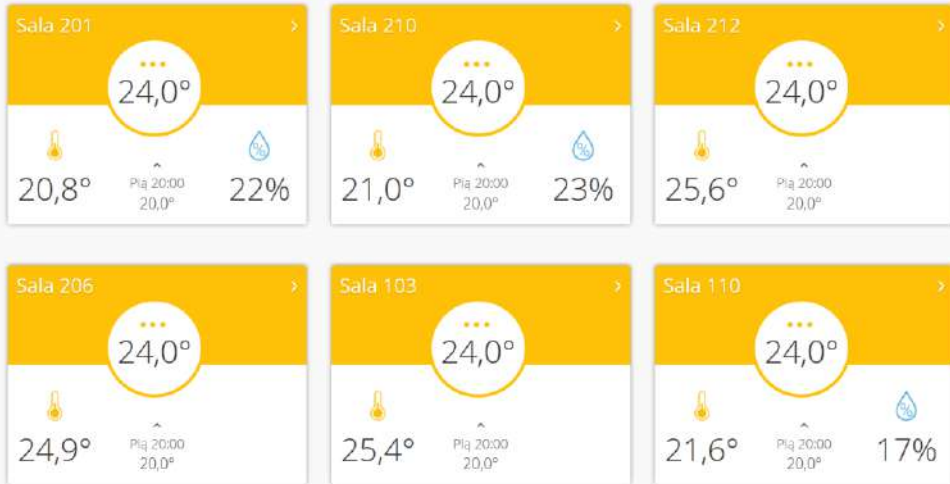 Sala 201
24,0°
20,8°
Pią 20:00
20,0°
%
22%
Sala 210
24,0°
21,0°
Pią 20:00
20,0°
%
23%
Sala 212
24,0°
25,6°
Pią 20:00
20,0°
Sala 206
24,0°
24,9°
Pią 20:00
20,0°
Sala 103
24,0°
25,4°
Pią 20:00
20,0°
Sala 110
24,0°
21,6°
Pią 20:00
20,0°
%
17%